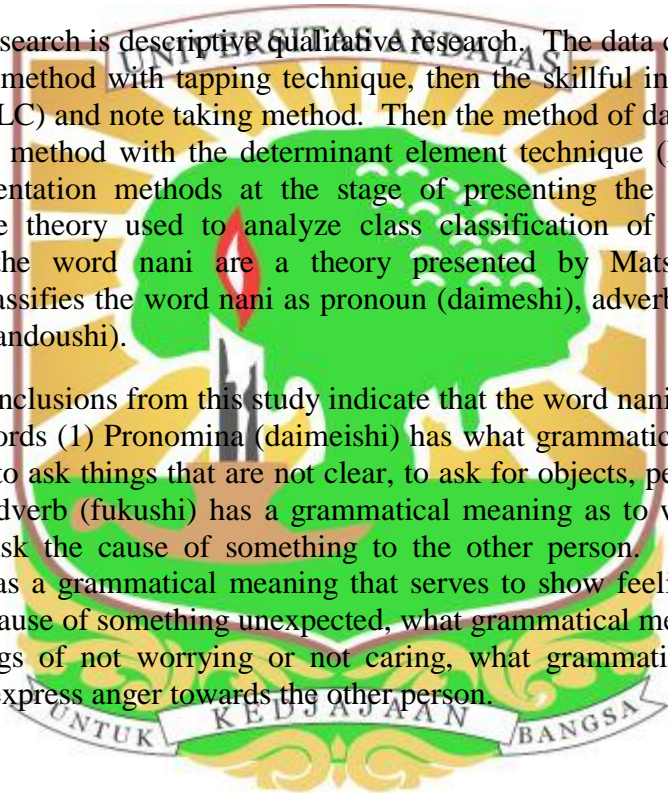 UNIVERSITAS ANDALAS
search is descriptive qualitative research. The data
method with tapping technique, then the skillful in
LC) and note taking method. Then the method of da
method with the determinant element technique (
entation methods at the stage of presenting the
e theory used to analyze class classification of
the word nani are a theory presented by Mats
assifies the word nani as pronoun (daimeshi), adverb
andoushi).
nclusions from this study indicate that the word nani
ords (1) Pronomina (daimeishi) has what grammatic
to ask things that are not clear, to ask for objects, pe
dverb (fukushi) has a grammatical meaning as to w
sk the cause of something to the other person.
as a grammatical meaning that serves to show feeli
ause of something unexpected, what grammatical me
gs of not worrying or not caring, what grammati
express anger towards the other person.
UNTUK KEDJAJAAN BANGSA